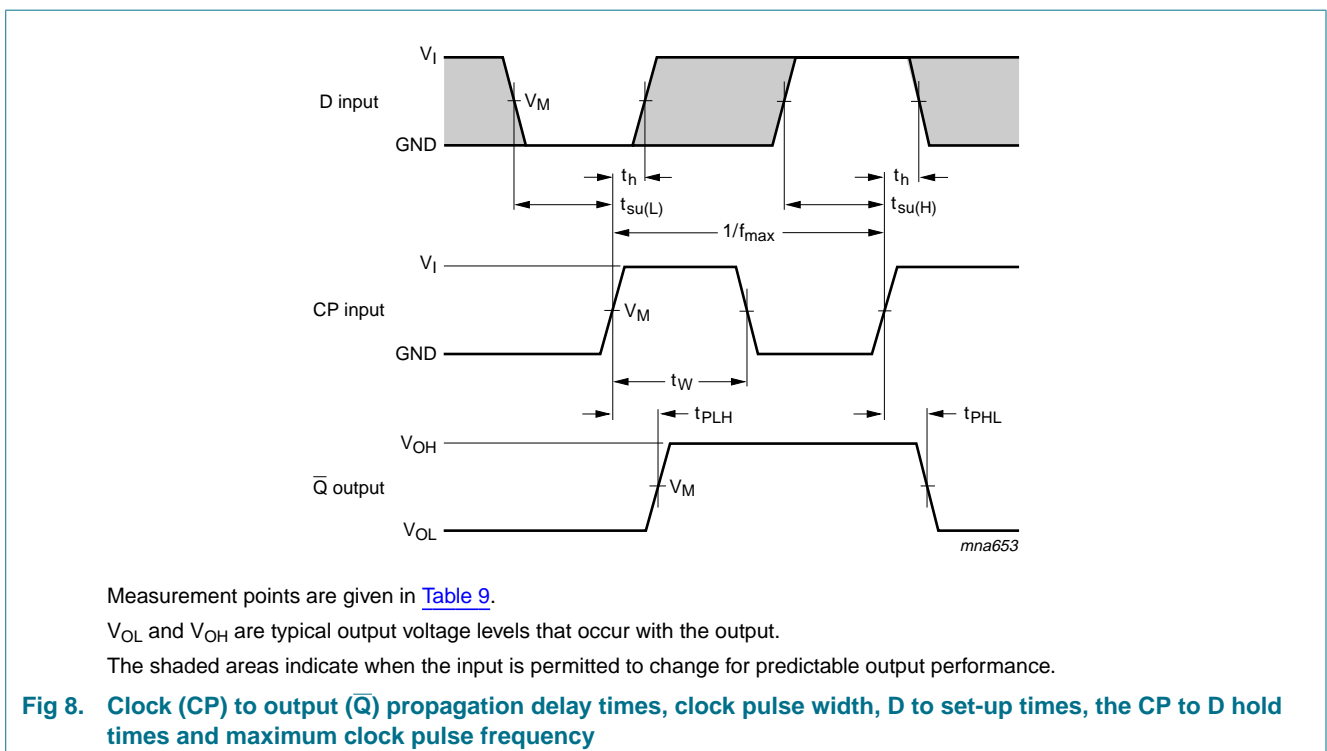 V_I
D input
V_M
GND
t_h
t_h
t_su(L)
t_su(H)
1/f_max
V_I
CP input
V_M
GND
t_W
t_PLH
t_PHL
V_OH
Q̅ output
V_M
V_OL
mna653
Measurement points are given in Table 9.
V_OL and V_OH are typical output voltage levels that occur with the output.
The shaded areas indicate when the input is permitted to change for predictable output performance.
Fig 8. Clock (CP) to output (Q̅) propagation delay times, clock pulse width, D to set-up times, the CP to D hold
times and maximum clock pulse frequency